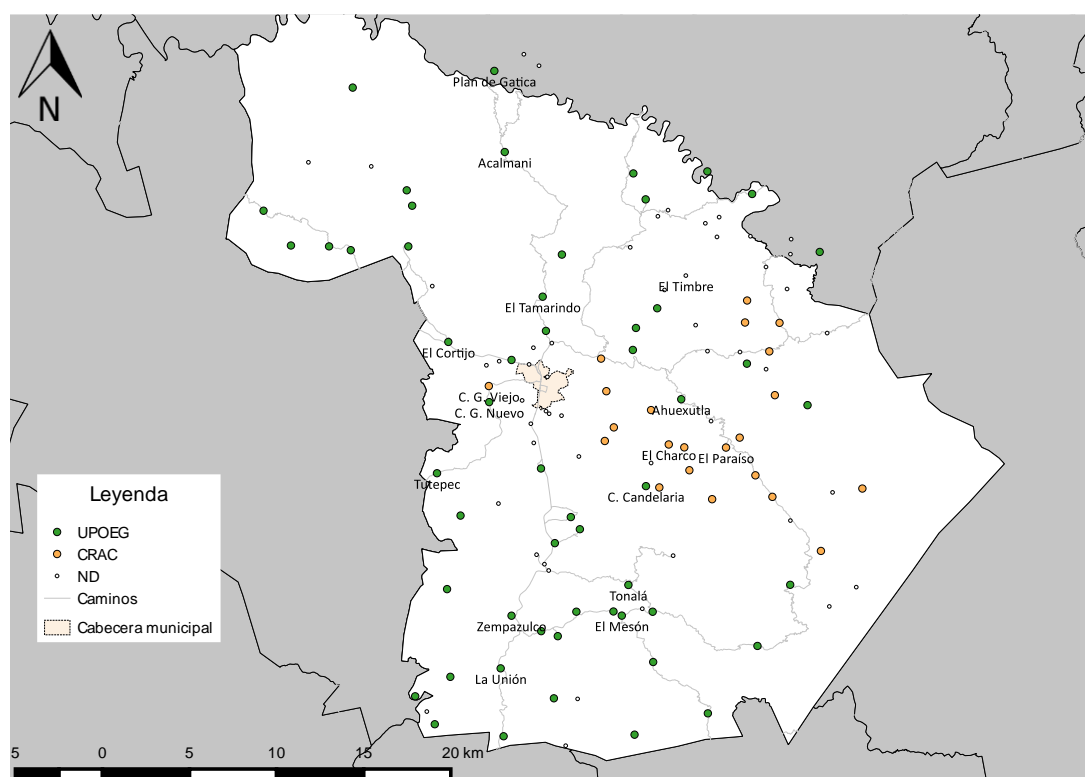 N
Plan de Gatica
Acalmani
El Timbre
El Tamarindo
El Cortijo
C. G. Viejo
C. G. Nuevo
Ahuexutla
El Charco
El Paraíso
Tutepec
C. Candelaria
Tonalá
Zempazulco
El Mesón
La Unión
Leyenda
UPOEG
CRAC
ND
Caminos
Cabecera municipal
5 0 5 10 15 20 km